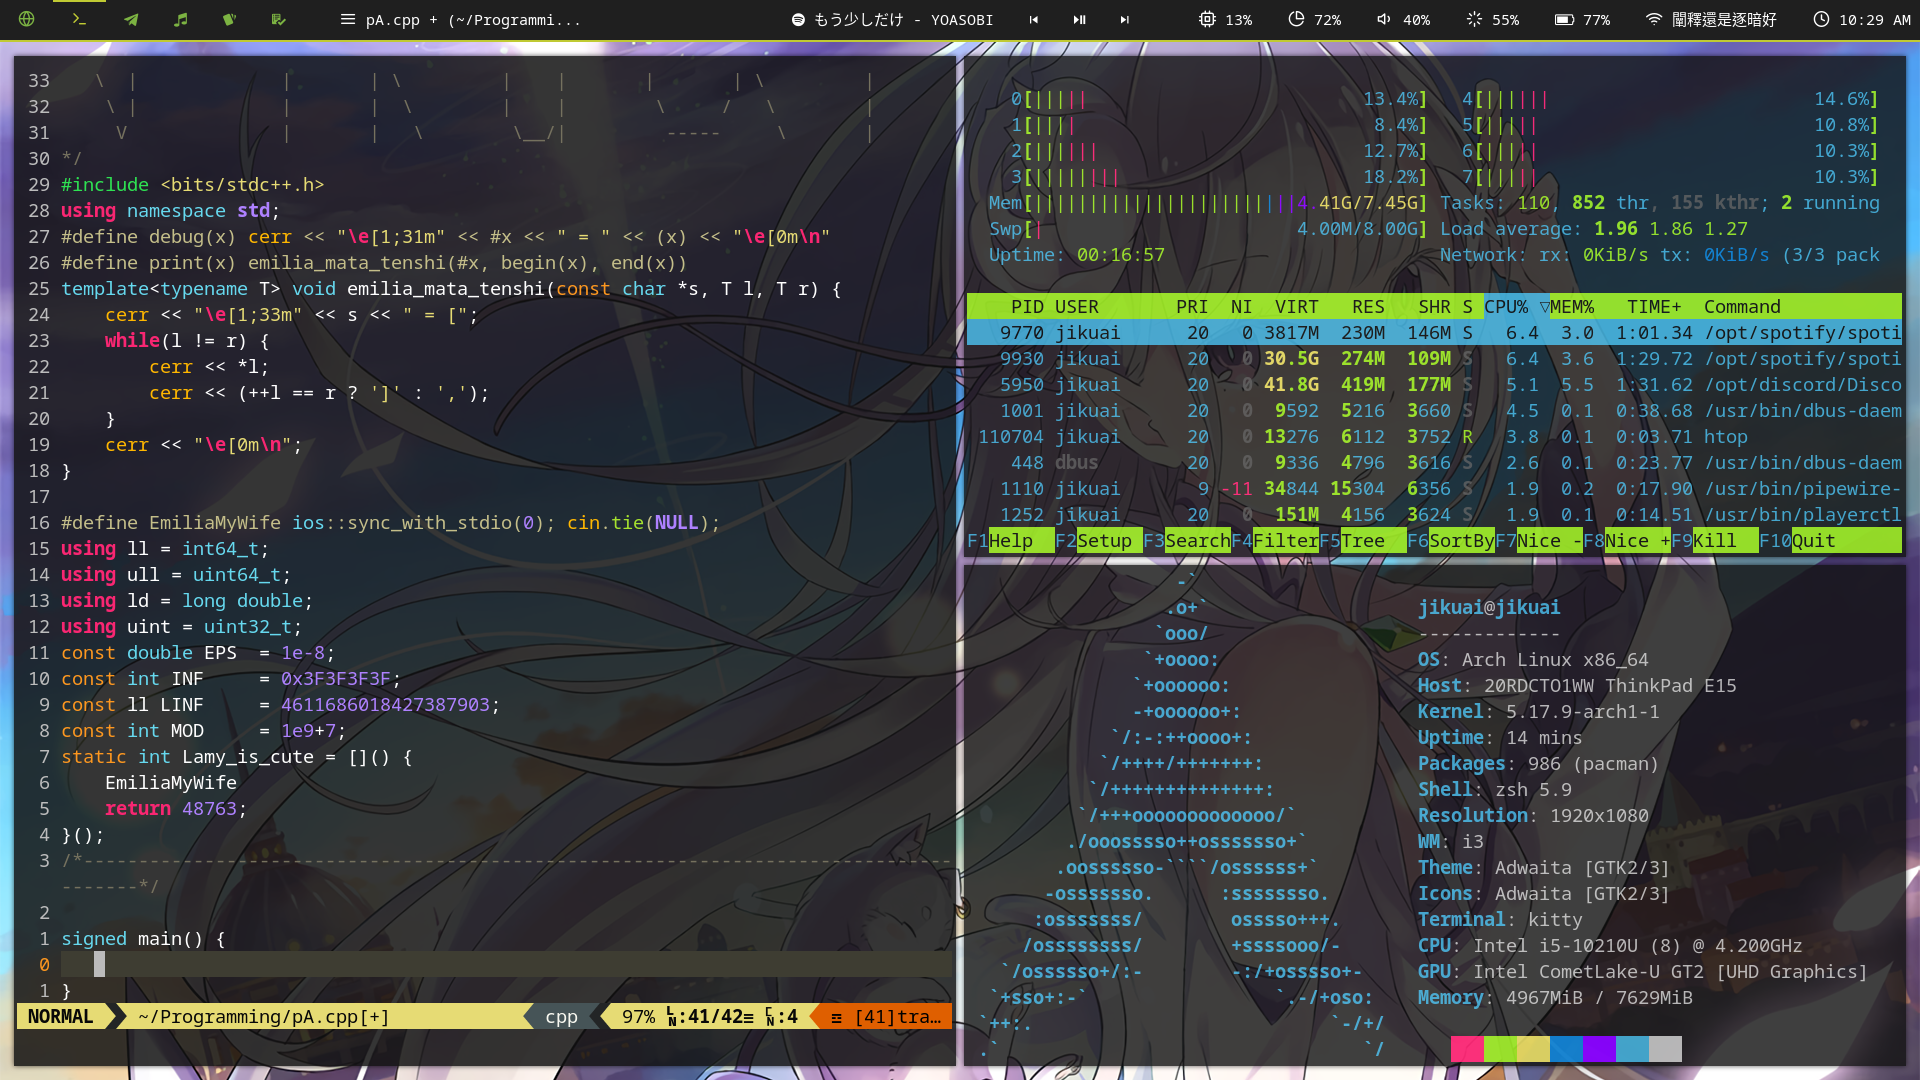 pA.cpp + (~/Programmi...
もう少しだけ - YOASOBI
13% 72% 40% 55% 77% 闡釋還是逐暗好 10:29 AM
33 \ | | | \ | | | | \ |
32 \ | | | \ | | \ / \ |
31 V | | \ \__/| ----- \ |
30 */
29 #include <bits/stdc++.h>
28 using namespace std;
27 #define debug(x) cerr << "\e[1;31m" << #x << " = " << (x) << "\e[0m\n"
26 #define print(x) emilia_mata_tenshi(#x, begin(x), end(x))
25 template<typename T> void emilia_mata_tenshi(const char *s, T l, T r) {
24     cerr << "\e[1;33m" << s << " = [";
23     while(l != r) {
22         cerr << *l;
21         cerr << (++l == r ? ']' : ',');
20     }
19     cerr << "\e[0m\n";
18 }
17
16 #define EmiliaMyWife ios::sync_with_stdio(0); cin.tie(NULL);
15 using ll = int64_t;
14 using ull = uint64_t;
13 using ld = long double;
12 using uint = uint32_t;
11 const double EPS  = 1e-8;
10 const int INF     = 0x3F3F3F3F;
9 const ll LINF     = 4611686018427387903;
8 const int MOD     = 1e9+7;
7 static int Lamy_is_cute = []() {
6     EmiliaMyWife
5     return 48763;
4 }();
3 /*-------------------------------------------------------------------------------
-------*/
2
1 signed main() {
0
1 }
NORMAL ~/Programming/pA.cpp[+] cpp 97% LN:41/42≡ CN:4 ≡ [41]tra…
0[||||| 13.4%] 4[|||||| 14.6%]
1[|||| 8.4%] 5[||||| 10.8%]
2[|||||| 12.7%] 6[||||| 10.3%]
3[|||||||| 18.2%] 7[||||| 10.3%]
Mem[|||||||||||||||||||||||||4.41G/7.45G] Tasks: 110, 852 thr, 155 kthr; 2 running
Swp[| 4.00M/8.00G] Load average: 1.96 1.86 1.27
Uptime: 00:16:57 Network: rx: 0KiB/s tx: 0KiB/s (3/3 pack
PID USER PRI NI VIRT RES SHR S CPU% ▽MEM% TIME+ Command
9770 jikuai 20 0 3817M 230M 146M S 6.4 3.0 1:01.34 /opt/spotify/spoti
9930 jikuai 20 0 30.5G 274M 109M S 6.4 3.6 1:29.72 /opt/spotify/spoti
5950 jikuai 20 0 41.8G 419M 177M S 5.1 5.5 1:31.62 /opt/discord/Disco
1001 jikuai 20 0 9592 5216 3660 S 4.5 0.1 0:38.68 /usr/bin/dbus-daem
110704 jikuai 20 0 13276 6112 3752 R 3.8 0.1 0:03.71 htop
448 dbus 20 0 9336 4796 3616 S 2.6 0.1 0:23.77 /usr/bin/dbus-daem
1110 jikuai 9 -11 34844 15304 6356 S 1.9 0.2 0:17.90 /usr/bin/pipewire-
1252 jikuai 20 0 151M 4156 3624 S 1.9 0.1 0:14.51 /usr/bin/playerctl
F1Help F2Setup F3SearchF4FilterF5Tree F6SortByF7Nice -F8Nice +F9Kill F10Quit
-`
.o+`
`ooo/
`+oooo:
`+oooooo:
-+oooooo+:
`/:-:++oooo+:
`/++++/+++++++:
`/++++++++++++++:
`/+++ooooooooooooo/`
./ooosssso++osssssso+`
.oossssso-````/ossssss+`
-osssssso. :ssssssso.
:osssssss/ osssso+++.
/ossssssss/ +ssssooo/-
`/ossssso+/:- -:/+osssso+-
`+sso+:-` `.-/+oso:
`++:. `-/+/
.` `/
jikuai@jikuai
-------------
OS: Arch Linux x86_64
Host: 20RDCTO1WW ThinkPad E15
Kernel: 5.17.9-arch1-1
Uptime: 14 mins
Packages: 986 (pacman)
Shell: zsh 5.9
Resolution: 1920x1080
WM: i3
Theme: Adwaita [GTK2/3]
Icons: Adwaita [GTK2/3]
Terminal: kitty
CPU: Intel i5-10210U (8) @ 4.200GHz
GPU: Intel CometLake-U GT2 [UHD Graphics]
Memory: 4967MiB / 7629MiB